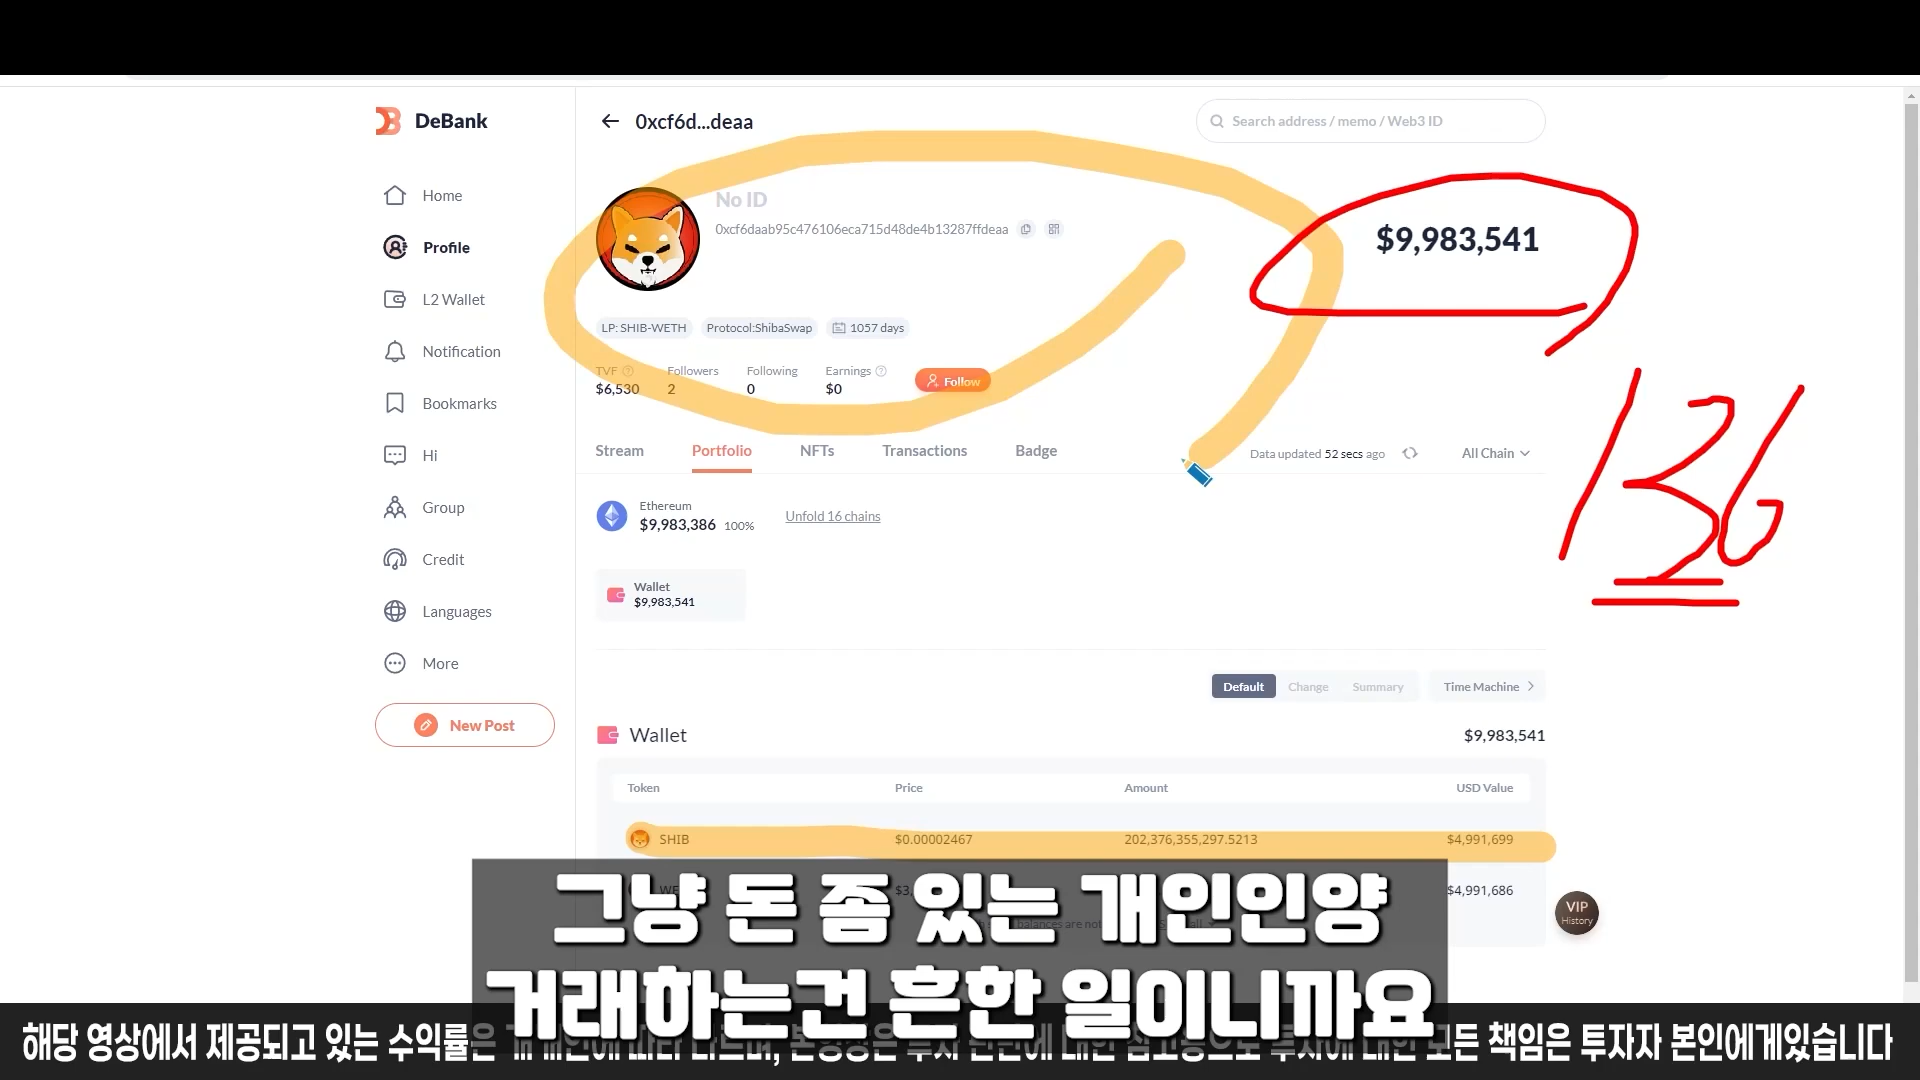 DeBank
0xcf6d...deaa
Search address / memo / Web3 ID
Home
Profile
L2 Wallet
Notification
Bookmarks
Hi
Group
Credit
Languages
More
New Post
No ID
0xcf6daab95c476106eca715d48de4b13287ffdeaa
$9,983,541
LP: SHIB-WETH Protocol:ShibaSwap 1057 days
TVF Followers Following Earnings
$6,530 2 0 $0
Follow
136
Stream Portfolio NFTs Transactions Badge
Data updated 52 secs ago All Chain
Ethereum
$9,983,386 100% Unfold 16 chains
Wallet
$9,983,541
Default Change Summary Time Machine
Wallet $9,983,541
Token Price Amount USD Value
SHIB $0.00002467 202,376,355,297.5213 $4,991,699
$4,991,686
VIP
History
그냥 돈 좀 있는 개인인양
거래하는건 흔한 일이니까요
해당 영상에서 제공되고 있는 수익률은 모든 책임은 투자자 본인에게있습니다